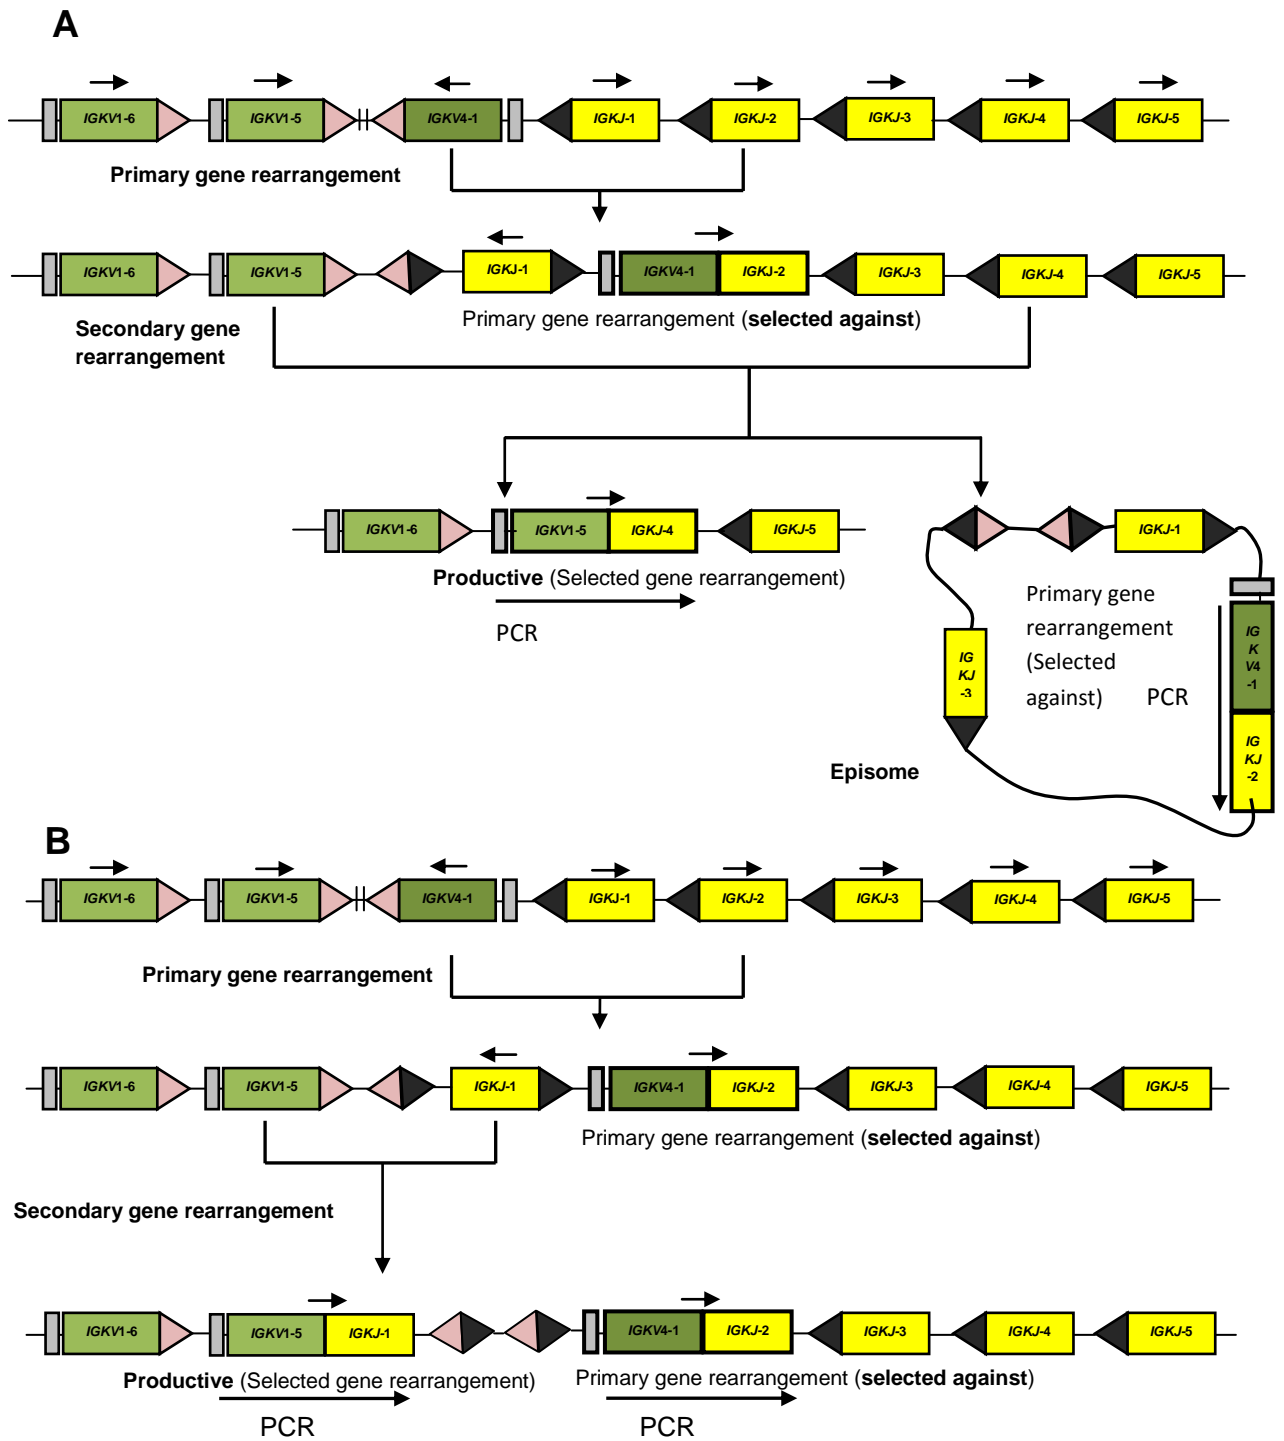 A
IGKV1-6 IGKV1-5 IGKV4-1 IGKJ-1 IGKJ-2 IGKJ-3 IGKJ-4 IGKJ-5
Primary gene rearrangement
IGKV1-6 IGKV1-5 IGKJ-1 IGKV4-1 IGKJ-2 IGKJ-3 IGKJ-4 IGKJ-5
Primary gene rearrangement (selected against)
Secondary gene
rearrangement
IGKV1-6 IGKV1-5 IGKJ-4 IGKJ-5
Productive (Selected gene rearrangement)
PCR
IGKJ-1
Primary gene
rearrangement
(Selected
against) PCR
IG
K
V4
-1
IG
KJ
-2
IG
KJ
-3
Episome
B
IGKV1-6 IGKV1-5 IGKV4-1 IGKJ-1 IGKJ-2 IGKJ-3 IGKJ-4 IGKJ-5
Primary gene rearrangement
IGKV1-6 IGKV1-5 IGKJ-1 IGKV4-1 IGKJ-2 IGKJ-3 IGKJ-4 IGKJ-5
Primary gene rearrangement (selected against)
Secondary gene rearrangement
IGKV1-6 IGKV1-5 IGKJ-1 IGKV4-1 IGKJ-2 IGKJ-3 IGKJ-4 IGKJ-5
Productive (Selected gene rearrangement)
Primary gene rearrangement (selected against)
PCR PCR